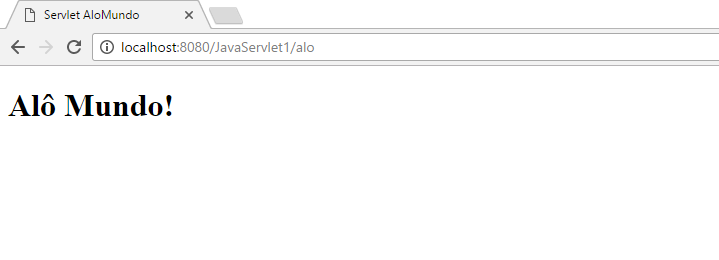 Servlet AloMundo
localhost:8080/JavaServlet1/alo
Alô Mundo!